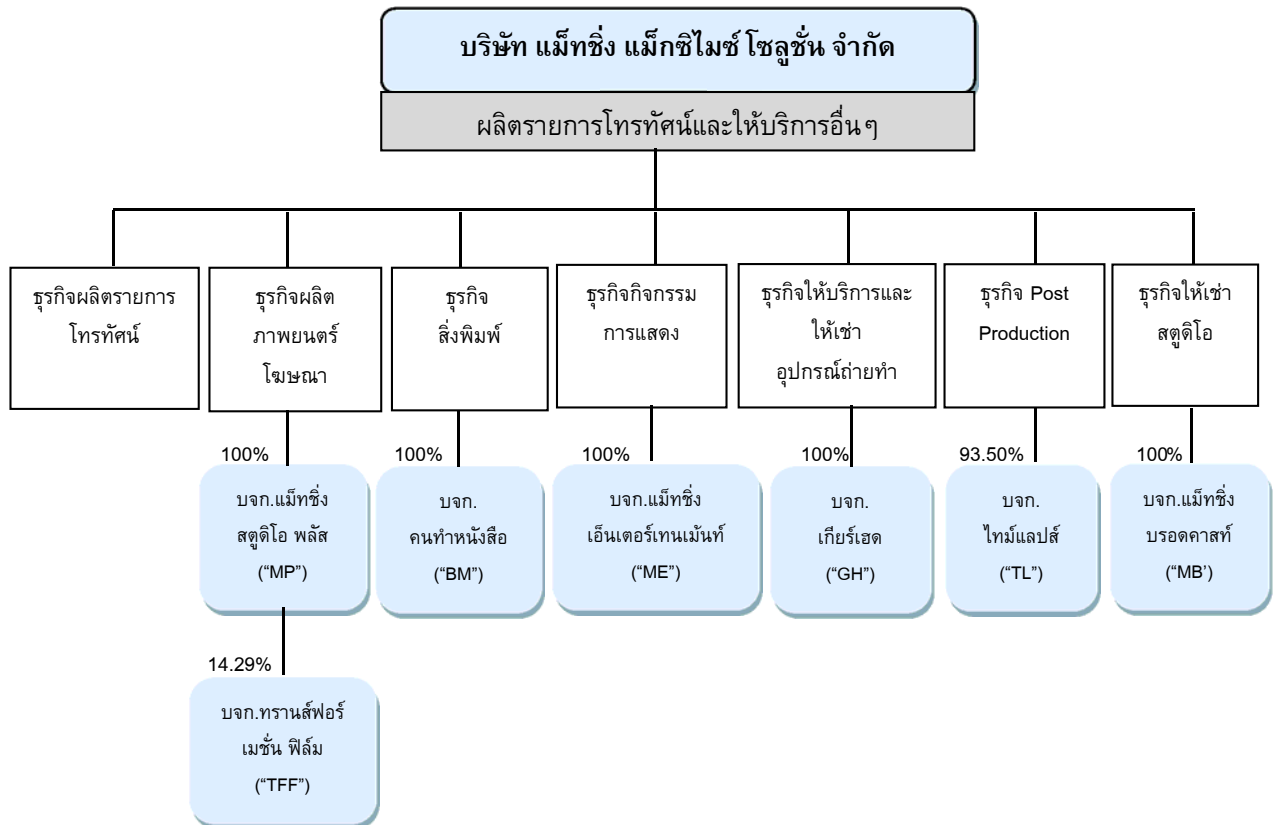 บริษัท แม็ทชิ่ง แม็กซิไมซ์ โซลูชั่น จำกัด
ผลิตรายการโทรทัศน์และให้บริการอื่นๆ
ธุรกิจผลิตรายการ
โทรทัศน์
ธุรกิจผลิต
ภาพยนตร์
โฆษณา
ธุรกิจ
สิ่งพิมพ์
ธุรกิจกิจกรรม
การแสดง
ธุรกิจให้บริการและ
ให้เช่า
อุปกรณ์ถ่ายทำ
ธุรกิจ Post
Production
ธุรกิจให้เช่า
สตูดิโอ
100%
100%
100%
100%
93.50%
100%
บจก.แม็ทชิ่ง
สตูดิโอ พลัส
(“MP”)
บจก.
คนทำหนังสือ
(“BM”)
บจก.แม็ทชิ่ง
เอ็นเตอร์เทนเม้นท์
(“ME”)
บจก.
เกียร์เฮด
(“GH”)
บจก.
ไทม์แลปส์
(“TL”)
บจก.แม็ทชิ่ง
บรอดคาสท์
(“MB’)
14.29%
บจก.ทรานส์ฟอร์
เมชั่น ฟิล์ม
(“TFF”)